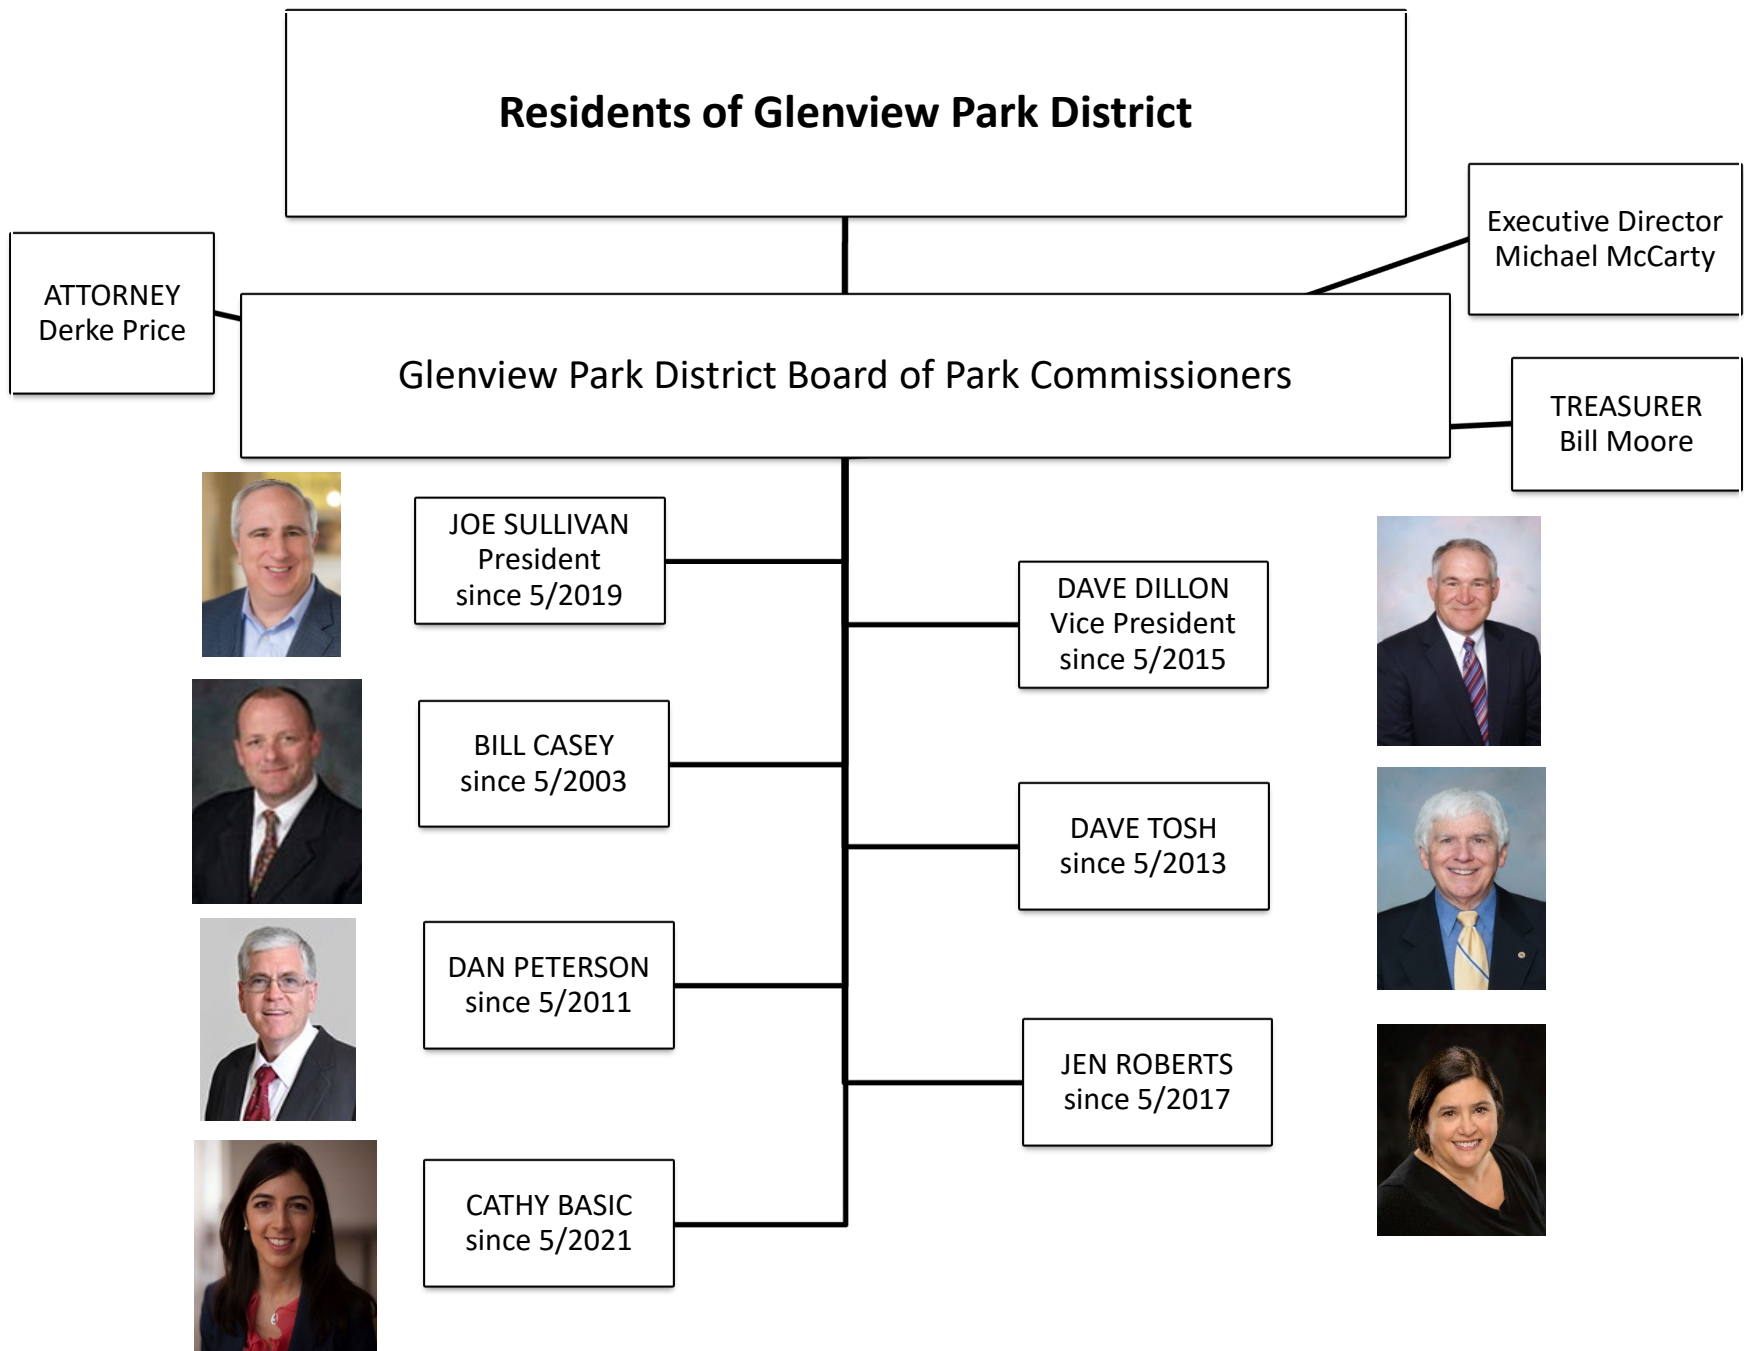 Residents of Glenview Park District
Executive Director
Michael McCarty
ATTORNEY
Derke Price
Glenview Park District Board of Park Commissioners
TREASURER
Bill Moore
JOE SULLIVAN
President
since 5/2019
DAVE DILLON
Vice President
since 5/2015
BILL CASEY
since 5/2003
DAVE TOSH
since 5/2013
DAN PETERSON
since 5/2011
JEN ROBERTS
since 5/2017
CATHY BASIC
since 5/2021